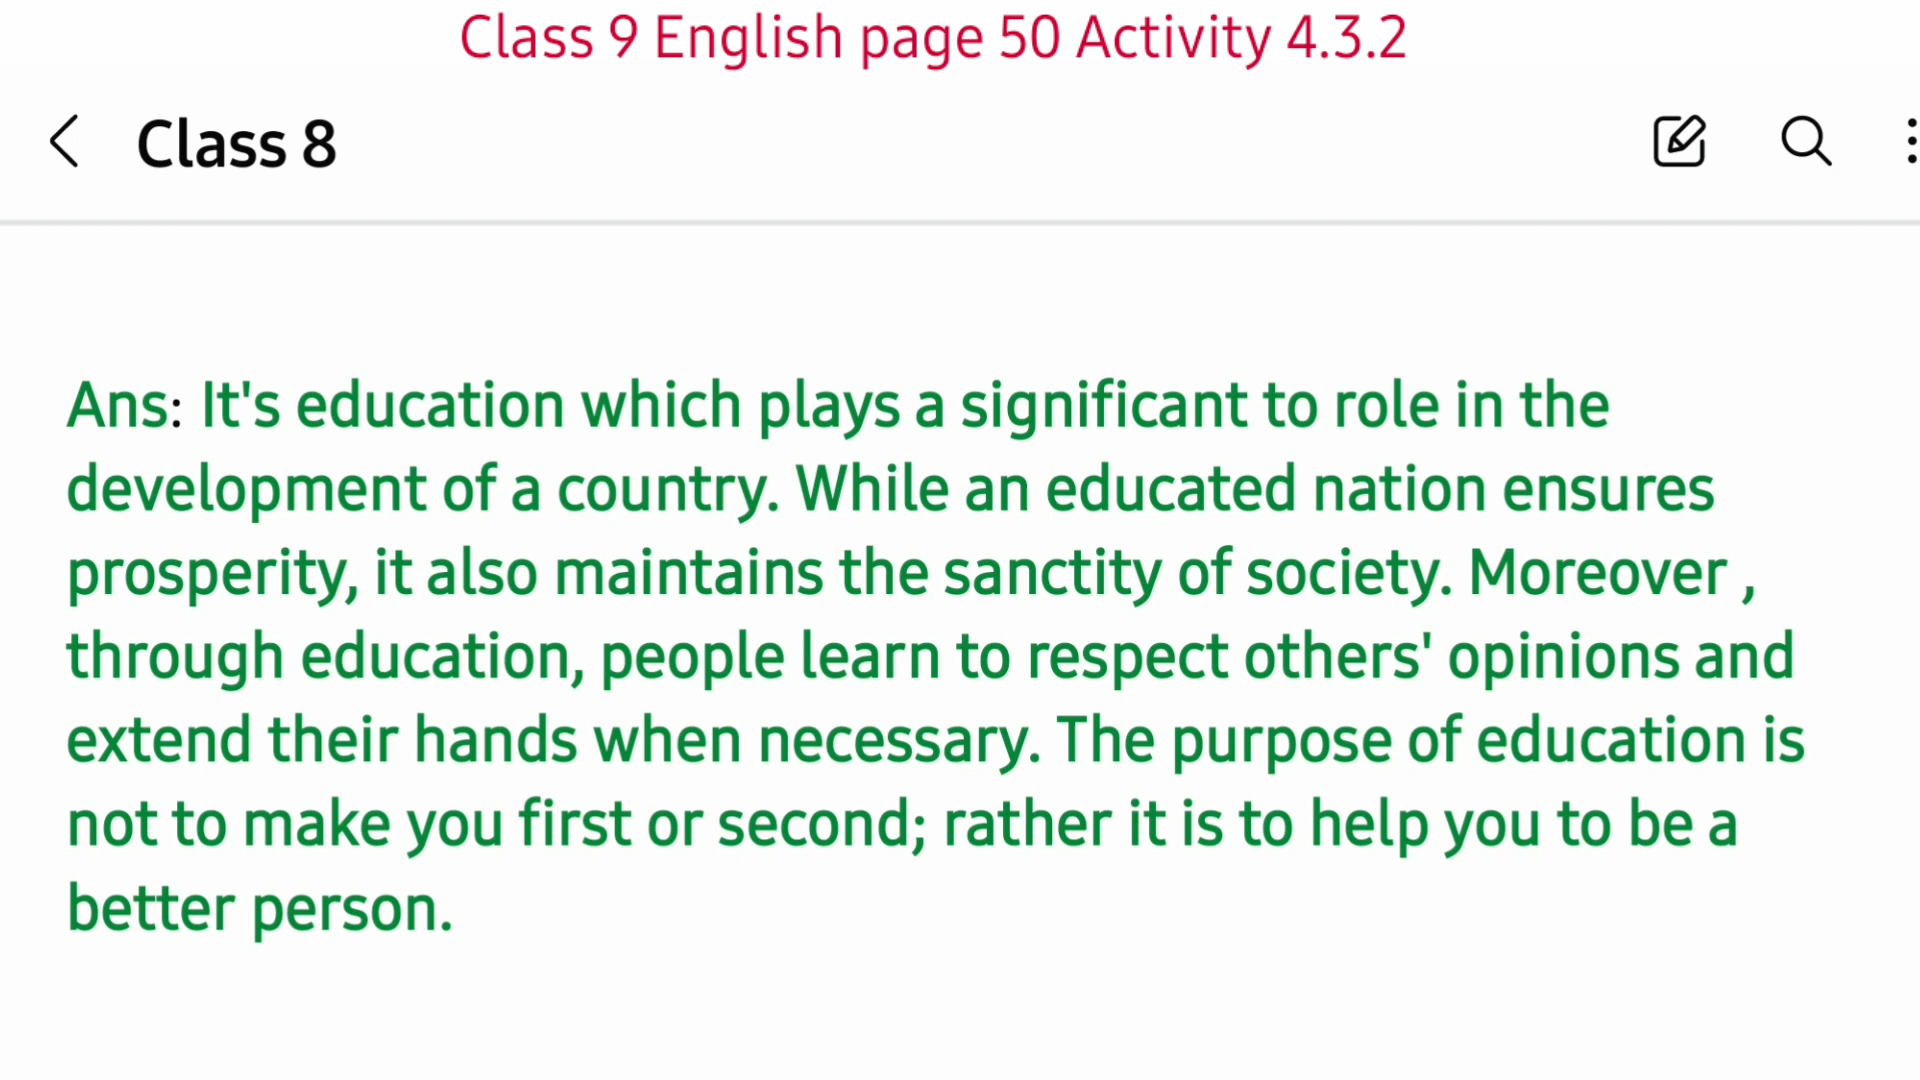 Class 9 English page 50 Activity 4.3.2
Class 8
Ans: It's education which plays a significant to role in the
development of a country. While an educated nation ensures
prosperity, it also maintains the sanctity of society. Moreover ,
through education, people learn to respect others' opinions and
extend their hands when necessary. The purpose of education is
not to make you first or second; rather it is to help you to be a
better person.